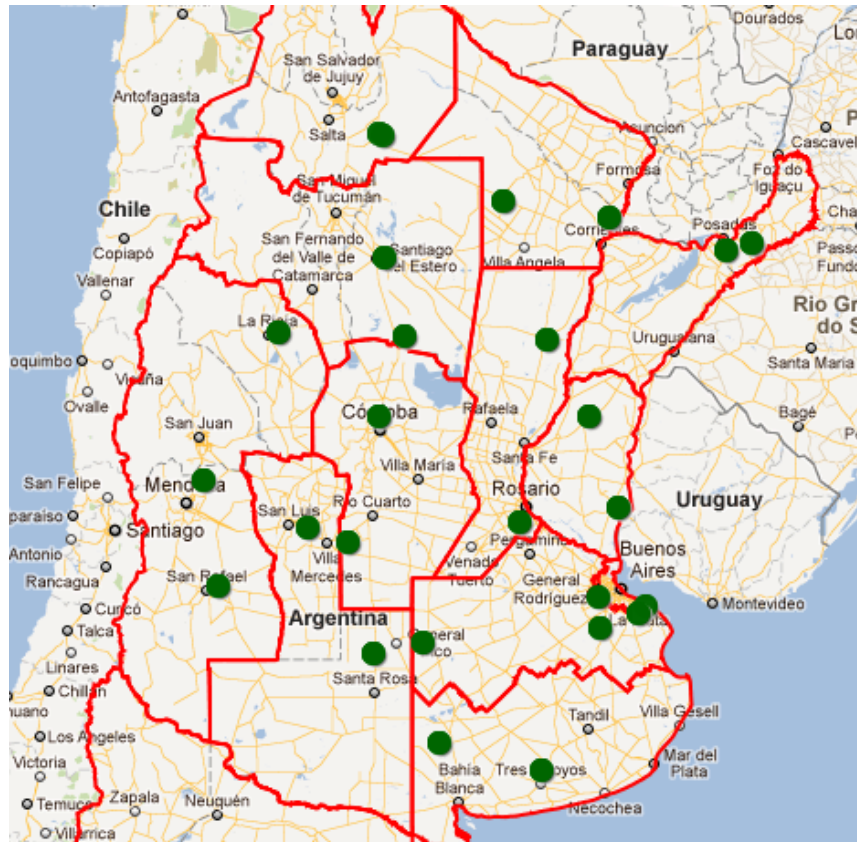 Dourados
Paraguay
San Salvador
de Jujuy
Antofagasta
Salta
Asuncion
Cascavel
Foz do
Iguaçu
Formosa
San Miguel
de Tucumán
Chile
Copiapó
San Fernando
del Valle de
Catamarca
Santiago
del Estero
Corrientes
Villa Angela
Posadas
Passo
Fundo
Vallenar
La Rioja
Rio Gr
do S
Uruguaiana
Santa Maria
oquimbo
Vicuña
Ovalle
San Juan
Córdoba
Rafaela
Santa Fe
Bagé
Villa María
San Felipe
Mendoza
Rosario
Uruguay
paraíso
Santiago
San Luis
Río Cuarto
San Antonio
Villa
Mercedes
Venado
Tuerto
Pergamino
Buenos
Aires
Rancagua
San Rafael
General
Rodríguez
Montevideo
Curicó
Argentina
La Plata
Talca
Linares
General
Pico
Santa Rosa
Chillán
Tandil
Villa Gesell
Los Angeles
Mar del
Plata
Victoria
Bahía
Blanca
Tres Arroyos
Necochea
Temuco
Zapala
Neuquén
Villarrica